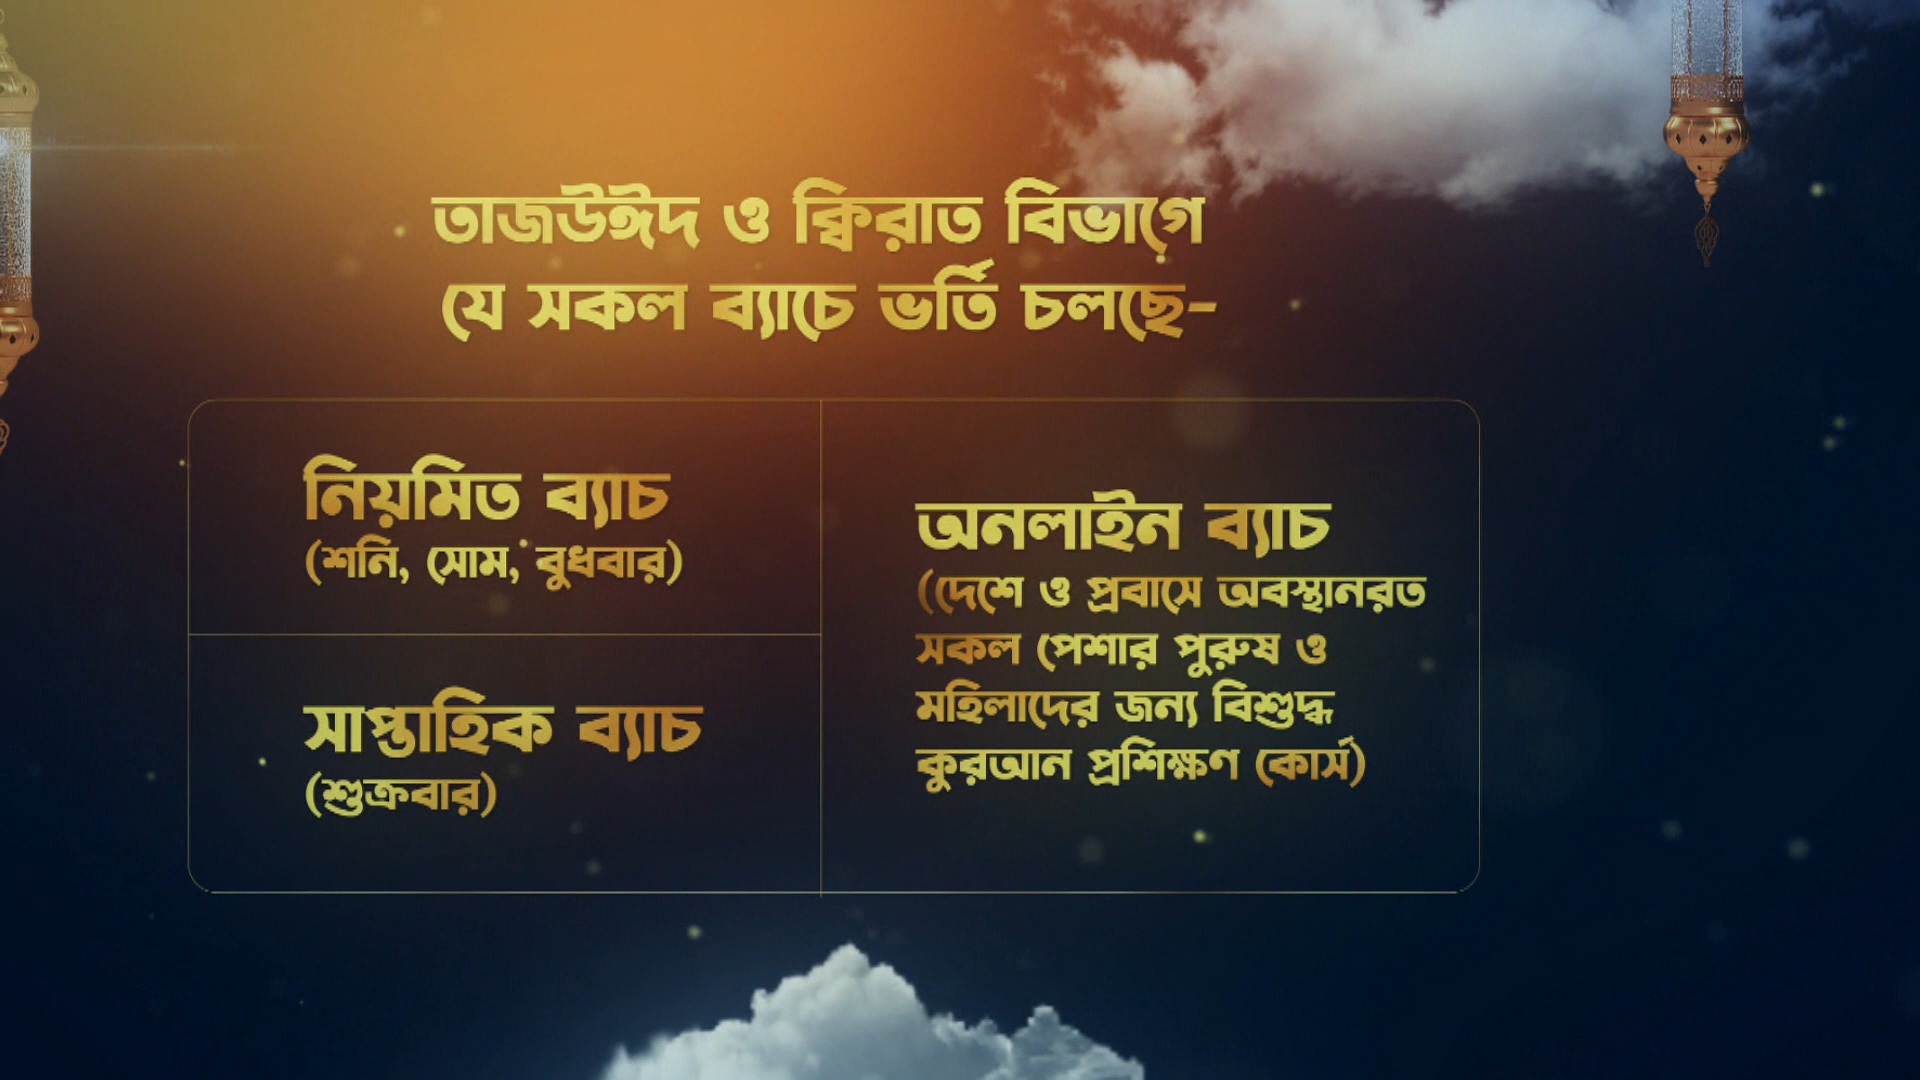 তাজউঈদ ও ক্বিরাত বিভাগে
যে সকল ব্যাচে ভর্তি চলছে-
নিয়মিত ব্যাচ
(শনি, সোম, বুধবার)
সাপ্তাহিক ব্যাচ
(শুক্রবার)
অনলাইন ব্যাচ
(দেশে ও প্রবাসে অবস্থানরত
সকল পেশার পুরুষ ও
মহিলাদের জন্য বিশুদ্ধ
কুরআন প্রশিক্ষণ কোর্স)